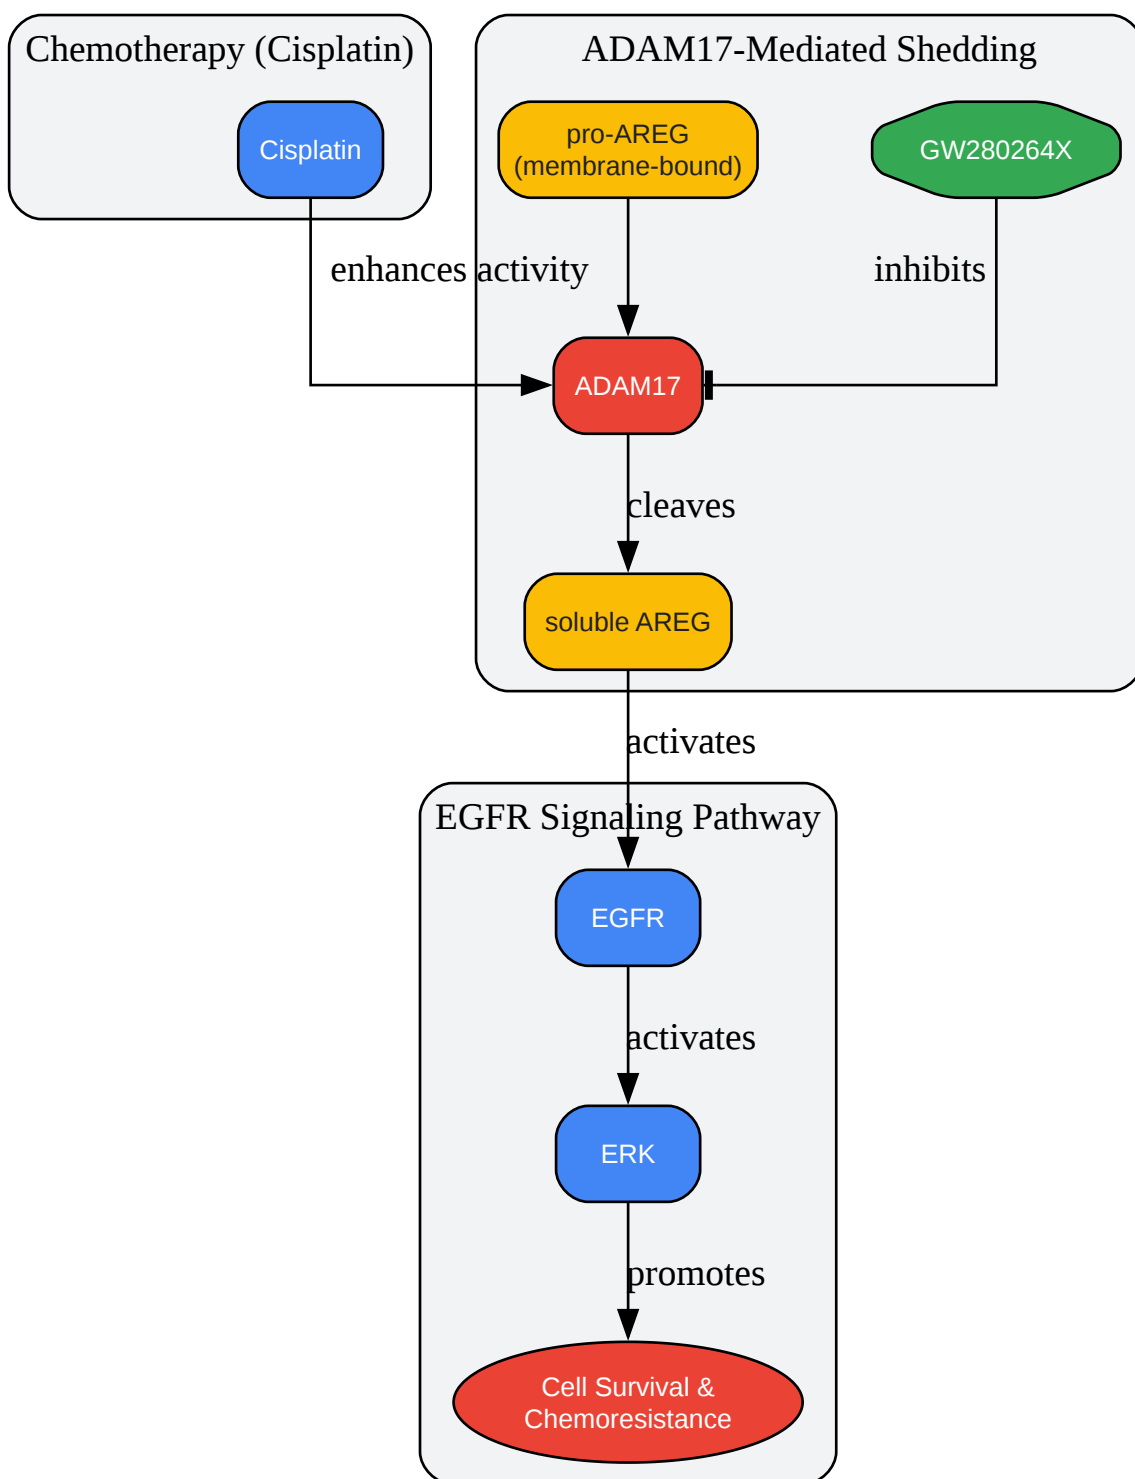 Chemotherapy (Cisplatin)
ADAM17-Mediated Shedding
Cisplatin
pro-AREG
(membrane-bound)
GW280264X
enhances activity
inhibits
ADAM17
cleaves
soluble AREG
activates
EGFR Signaling Pathway
EGFR
activates
ERK
promotes
Cell Survival &
Chemoresistance